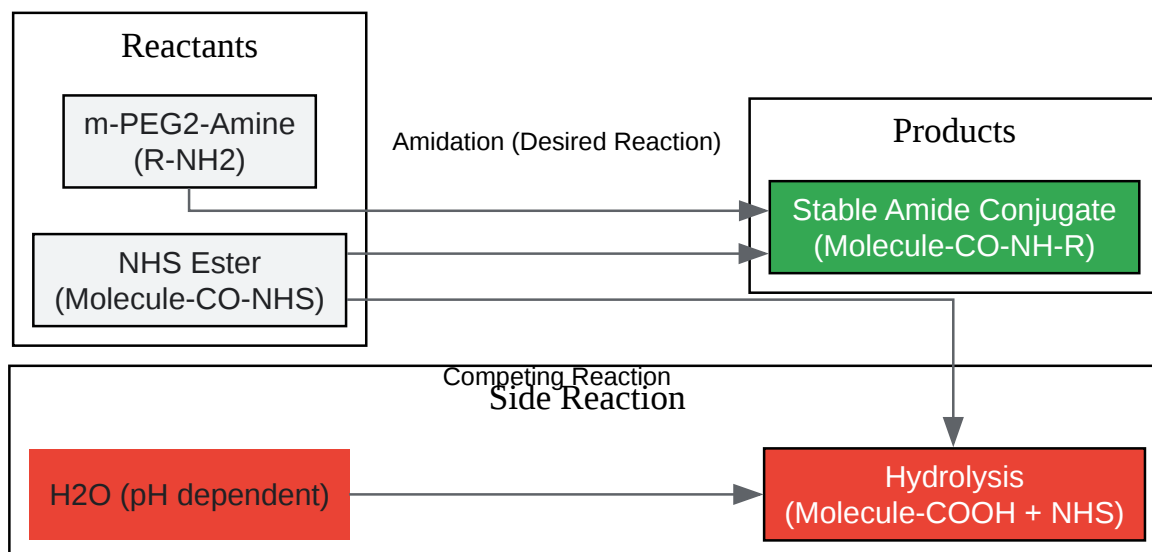 Reactants
m-PEG2-Amine
(R-NH2)
NHS Ester
(Molecule-CO-NHS)
Amidation (Desired Reaction)
Products
Stable Amide Conjugate
(Molecule-CO-NH-R)
Competing Reaction
Side Reaction
H2O (pH dependent)
Hydrolysis
(Molecule-COOH + NHS)